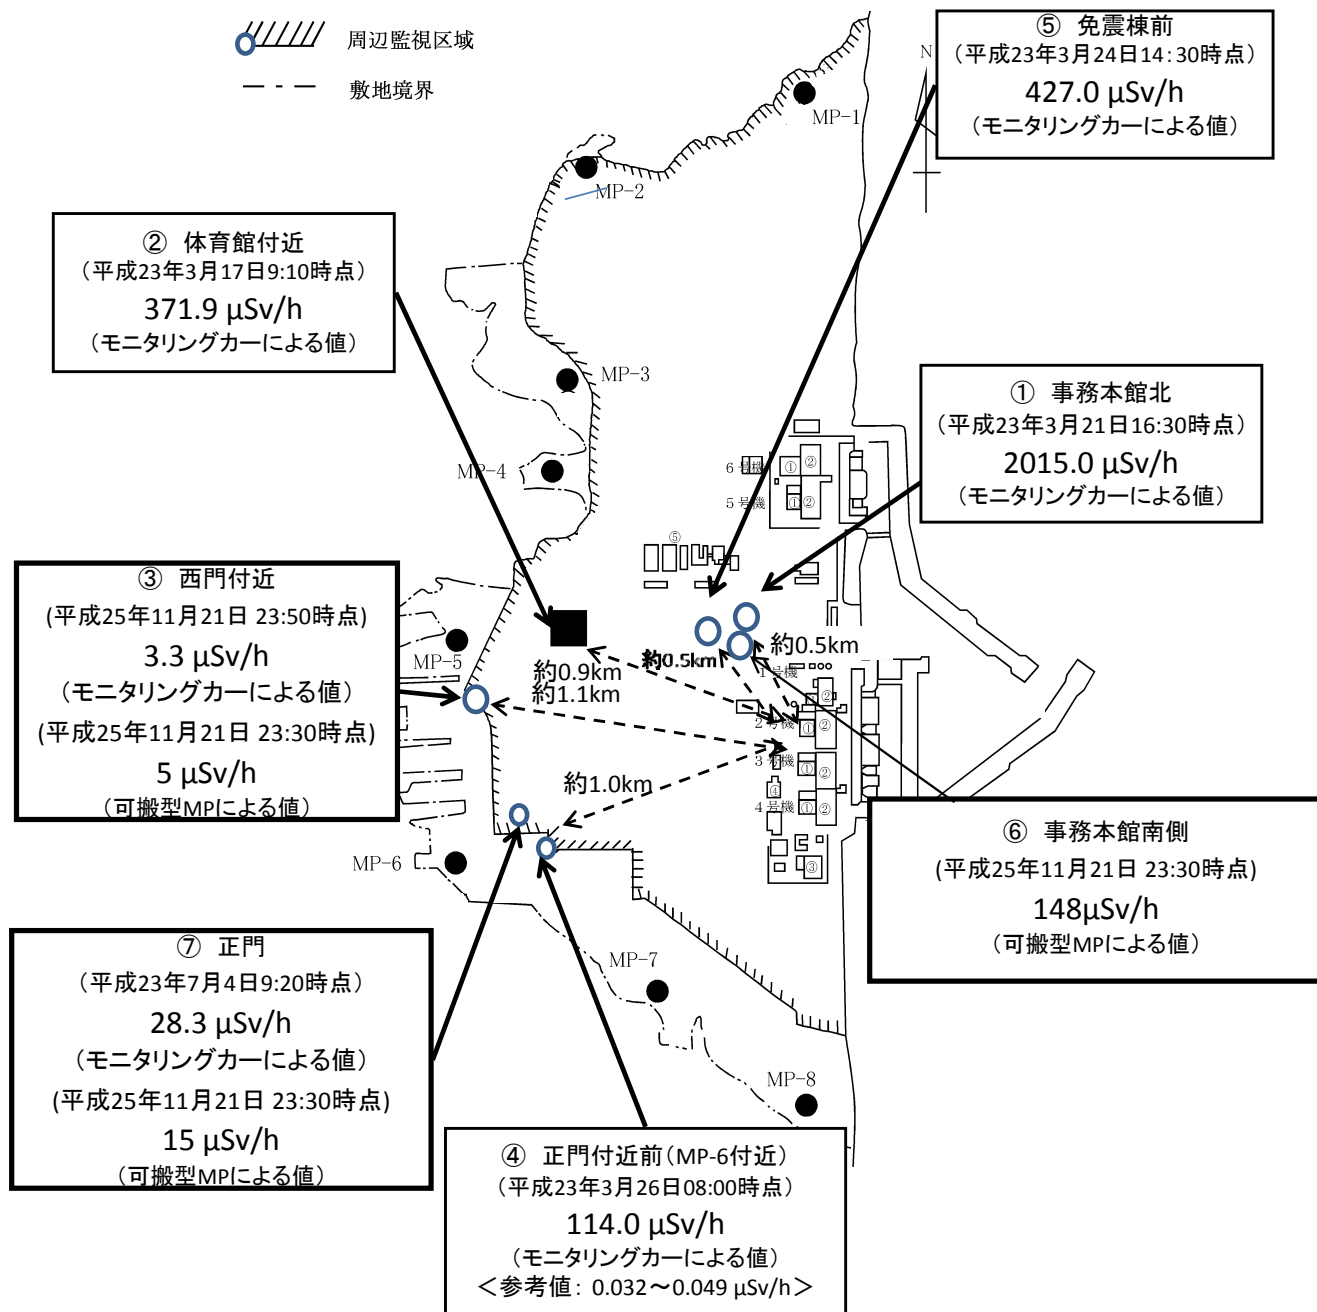 周辺監視区域
敷地境界
⑤ 免震棟前
（平成23年3月24日14:30時点）
427.0 μSv/h
（モニタリングカーによる値）
N
MP-1
MP-2
② 体育館付近
（平成23年3月17日9:10時点）
371.9 μSv/h
（モニタリングカーによる値）
MP-3
① 事務本館北
（平成23年3月21日16:30時点）
2015.0 μSv/h
（モニタリングカーによる値）
MP-4
6号機
①
②
5号機
①
②
⑤
③ 西門付近
(平成25年11月21日 23:50時点)
3.3 μSv/h
（モニタリングカーによる値）
(平成25年11月21日 23:30時点)
5 μSv/h
（可搬型MPによる値）
MP-5
約0.9km
約1.1km
約0.5km
約0.5km
1号機
②
2号機
①
②
3号機
①
②
④
4号機
①
②
③
約1.0km
MP-6
⑥ 事務本館南側
(平成25年11月21日 23:30時点)
148μSv/h
（可搬型MPによる値）
⑦ 正門
（平成23年7月4日9:20時点）
28.3 μSv/h
（モニタリングカーによる値）
(平成25年11月21日 23:30時点)
15 μSv/h
（可搬型MPによる値）
MP-7
MP-8
④ 正門付近前（MP-6付近）
（平成23年3月26日08:00時点）
114.0 μSv/h
（モニタリングカーによる値）
＜参考値: 0.032～0.049 μSv/h＞